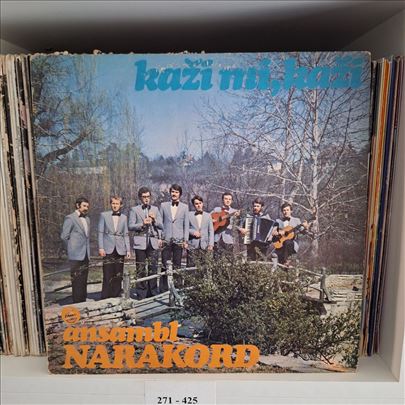 kaži mi, kaži
ansambl
NARAKORD
271 - 425